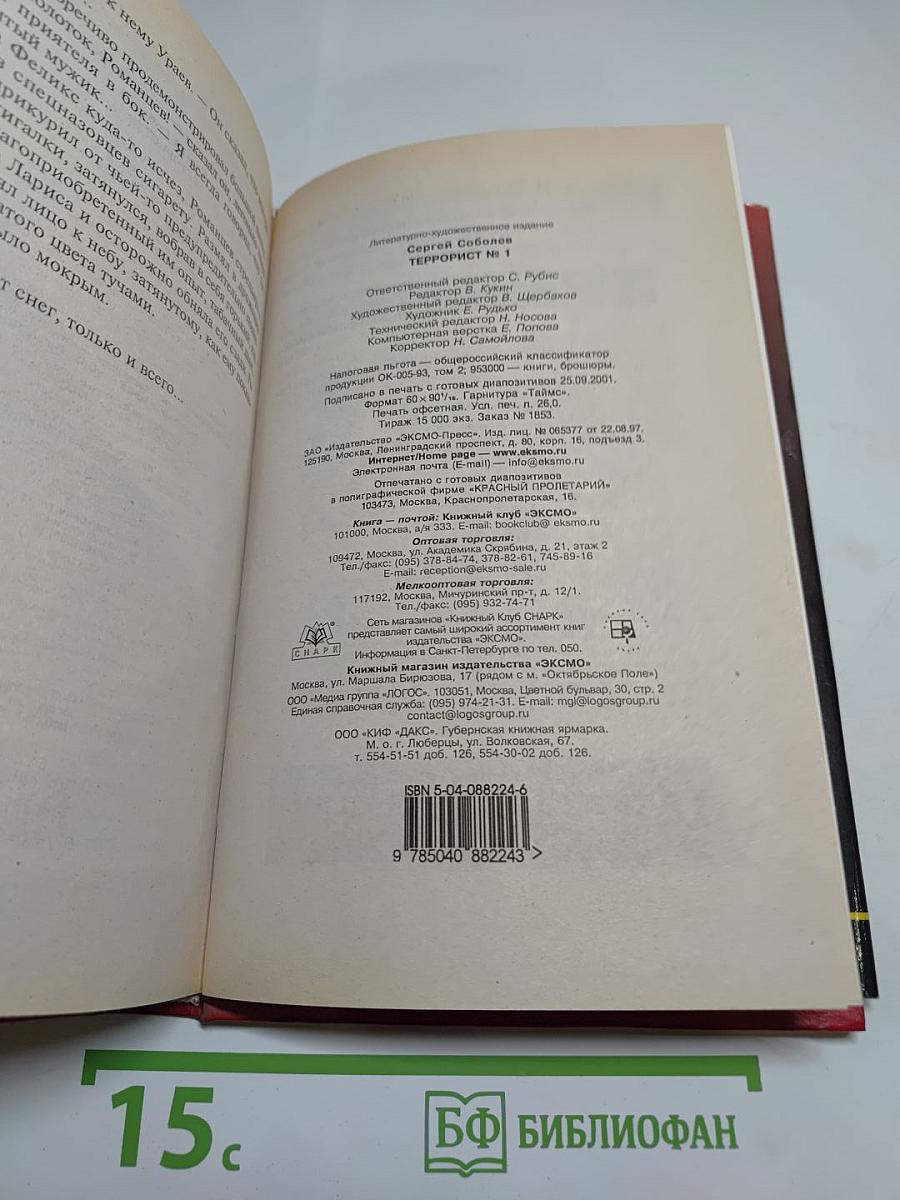 к нему Ураев. — Он сказал, что
продемонстрировал большой
Романцев! — сказал он,
приятеля в бок. — Я всегда говорил
мужик...
Феликс куда-то исчез, Романцев
спецназовцев сигарету. Размял в
прикурил от чьей-то предупредительно
затянулся, вобрав в себя горький
им опыт, табачный дым
Лариса и осторожно обняла его сзади
лицо к небу, затянутому, как ему
цвета тучами.
мокрым.
снег, только и всего...
Литературно-художественное издание
Сергей Соболев
ТЕРРОРИСТ № 1
Ответственный редактор С. Рубис
Редактор В. Кукин
Художественный редактор В. Щербаков
Художник Е. Рудько
Технический редактор Н. Носова
Компьютерная верстка Е. Попова
Корректор Н. Самойлова
Налоговая льгота — общероссийский классификатор
продукции ОК-005-93, том 2; 953000 — книги, брошюры.
Подписано в печать с готовых диапозитивов 25.09.2001.
Формат 60×90 1/16. Гарнитура «Таймс».
Печать офсетная. Усл. печ. л. 26,0.
Тираж 15 000 экз. Заказ № 1853.
ЗАО «Издательство «ЭКСМО-Пресс». Изд. лиц. № 065377 от 22.08.97.
125190, Москва, Ленинградский проспект, д. 80, корп. 16, подъезд 3.
Интернет/Home page — www.eksmo.ru
Электронная почта (E-mail) — info@eksmo.ru
Отпечатано с готовых диапозитивов
в полиграфической фирме «КРАСНЫЙ ПРОЛЕТАРИЙ»
103473, Москва, Краснопролетарская, 16.
Книга — почтой: Книжный клуб «ЭКСМО»
101000, Москва, а/я 333. E-mail: bookclub@ eksmo.ru
Оптовая торговля:
109472, Москва, ул. Академика Скрябина, д. 21, этаж 2
Тел./факс: (095) 378-84-74, 378-82-61, 745-89-16
E-mail: reception@eksmo-sale.ru
Мелкооптовая торговля:
117192, Москва, Мичуринский пр-т, д. 12/1.
Тел./факс: (095) 932-74-71
СНАРК
Сеть магазинов «Книжный Клуб СНАРК»
представляет самый широкий ассортимент книг
издательства «ЭКСМО».
Информация в Санкт-Петербурге по тел. 050.
Книжный магазин издательства «ЭКСМО»
Москва, ул. Маршала Бирюзова, 17 (рядом с м. «Октябрьское Поле»)
ООО «Медиа группа «ЛОГОС». 103051, Москва, Цветной бульвар, 30, стр. 2
Единая справочная служба: (095) 974-21-31. E-mail: mgl@logosgroup.ru
contact@logosgroup.ru
ООО «КИФ «ДАКС». Губернская книжная ярмарка.
М. о. г. Люберцы, ул. Волковская, 67.
т. 554-51-51 доб. 126, 554-30-02 доб. 126.
ISBN 5-04-088224-6
9 785040 882243 >
15 с
БФ БИБЛИОФАН